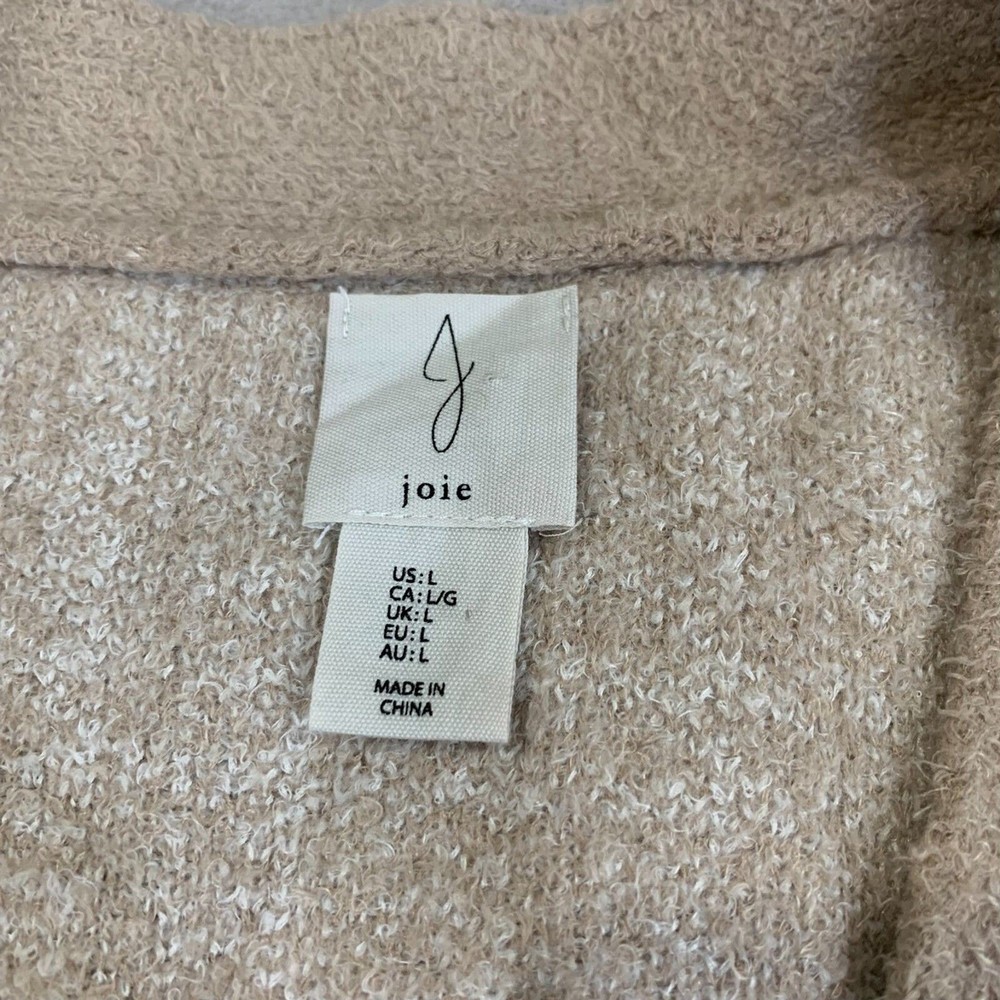 J
joie
US: L
CA: L/G
UK: L
EU: L
AU: L
MADE IN
CHINA